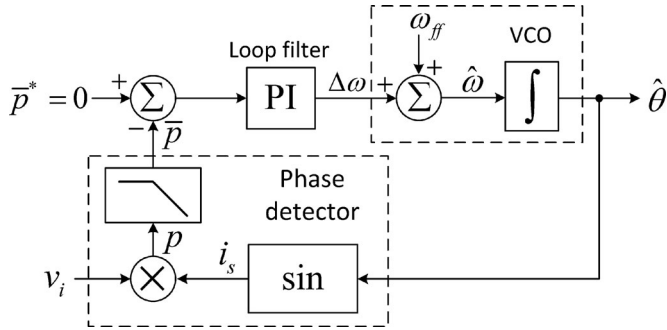 ω_ff
VCO
Loop filter
p̅* = 0
+
Σ
−
p̅
PI
Δω
+
+
Σ
ω̂
∫
θ̂
Phase detector
p
v_i
×
i_s
sin